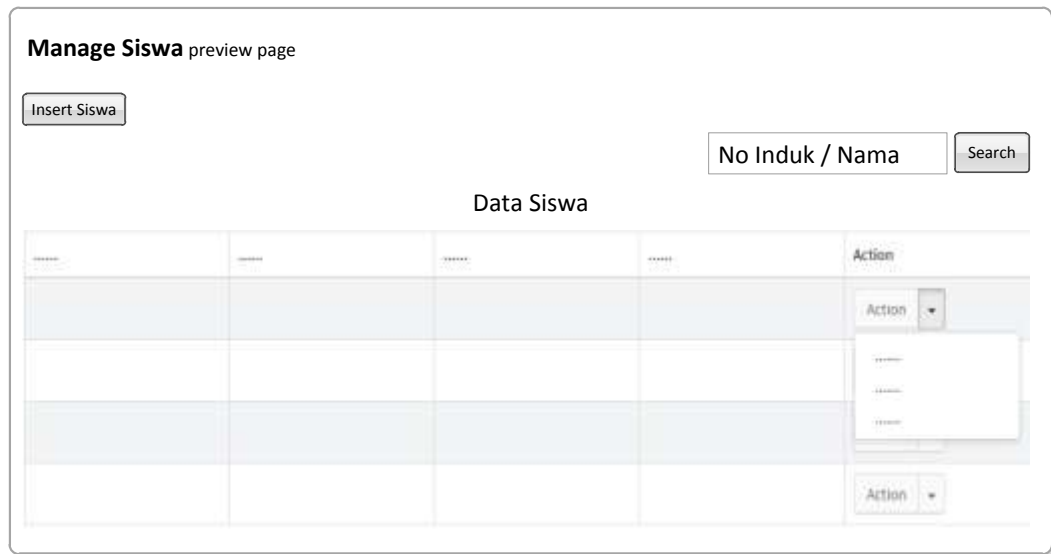 Manage Siswa preview page
Insert Siswa
No Induk / Nama Search
Data Siswa
........ ........ ........ ........ Action
Action
........
........
........
Action